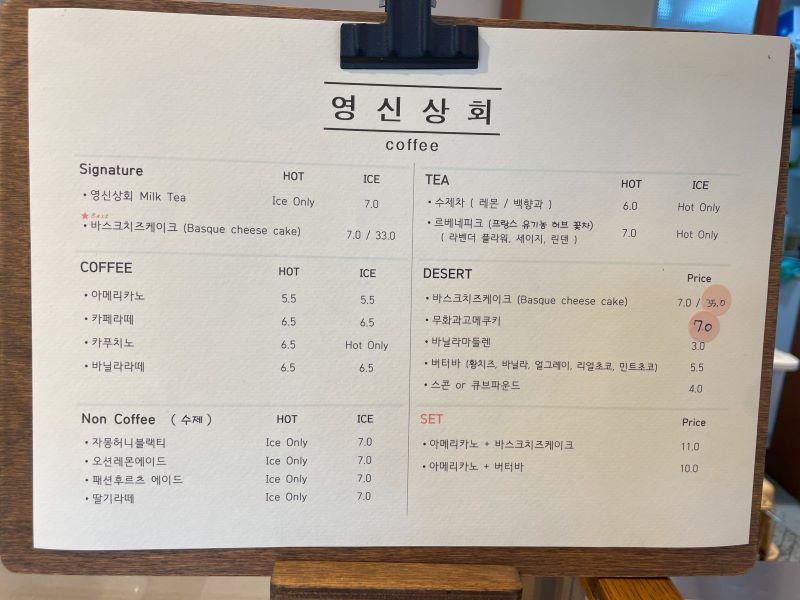 영신상회
coffee
Signature HOT ICE
• 영신상회 Milk Tea Ice Only 7.0
★ Best
• 바스크치즈케이크 (Basque cheese cake) 7.0 / 33.0
COFFEE HOT ICE
• 아메리카노 5.5 5.5
• 카페라떼 6.5 6.5
• 카푸치노 6.5 Hot Only
• 바닐라라떼 6.5 6.5
Non Coffee ( 수제 ) HOT ICE
• 자몽허니블랙티 Ice Only 7.0
• 오션레몬에이드 Ice Only 7.0
• 패션후르츠 에이드 Ice Only 7.0
• 딸기라떼 Ice Only 7.0
TEA HOT ICE
• 수제차 ( 레몬 / 백향과 ) 6.0 Hot Only
• 르베네피크 (프랑스 유기농 허브 꽃차) 7.0 Hot Only
( 라벤더 플라워, 세이지, 린덴 )
DESERT Price
• 바스크치즈케이크 (Basque cheese cake) 7.0 / 35.0
• 무화과고메쿠키 7.0
• 바닐라마들렌 3.0
• 버터바 (황치즈, 바닐라, 얼그레이, 리얼초코, 민트초코) 5.5
• 스콘 or 큐브파운드 4.0
SET Price
• 아메리카노 + 바스크치즈케이크 11.0
• 아메리카노 + 버터바 10.0